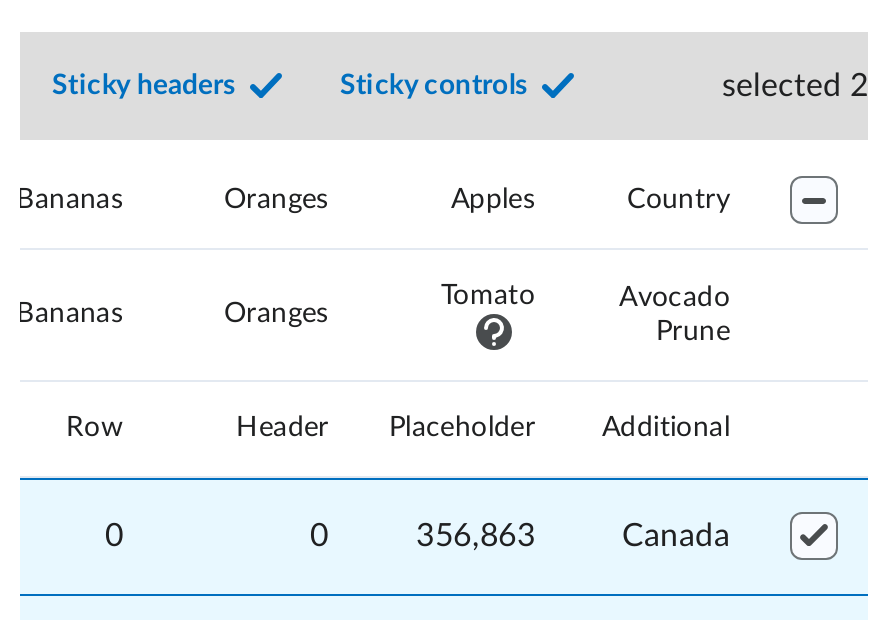 Sticky headers Sticky controls selected 2
Bananas Oranges Apples Country
Bananas Oranges Tomato Avocado
Prune
Row Header Placeholder Additional
0 0 356,863 Canada